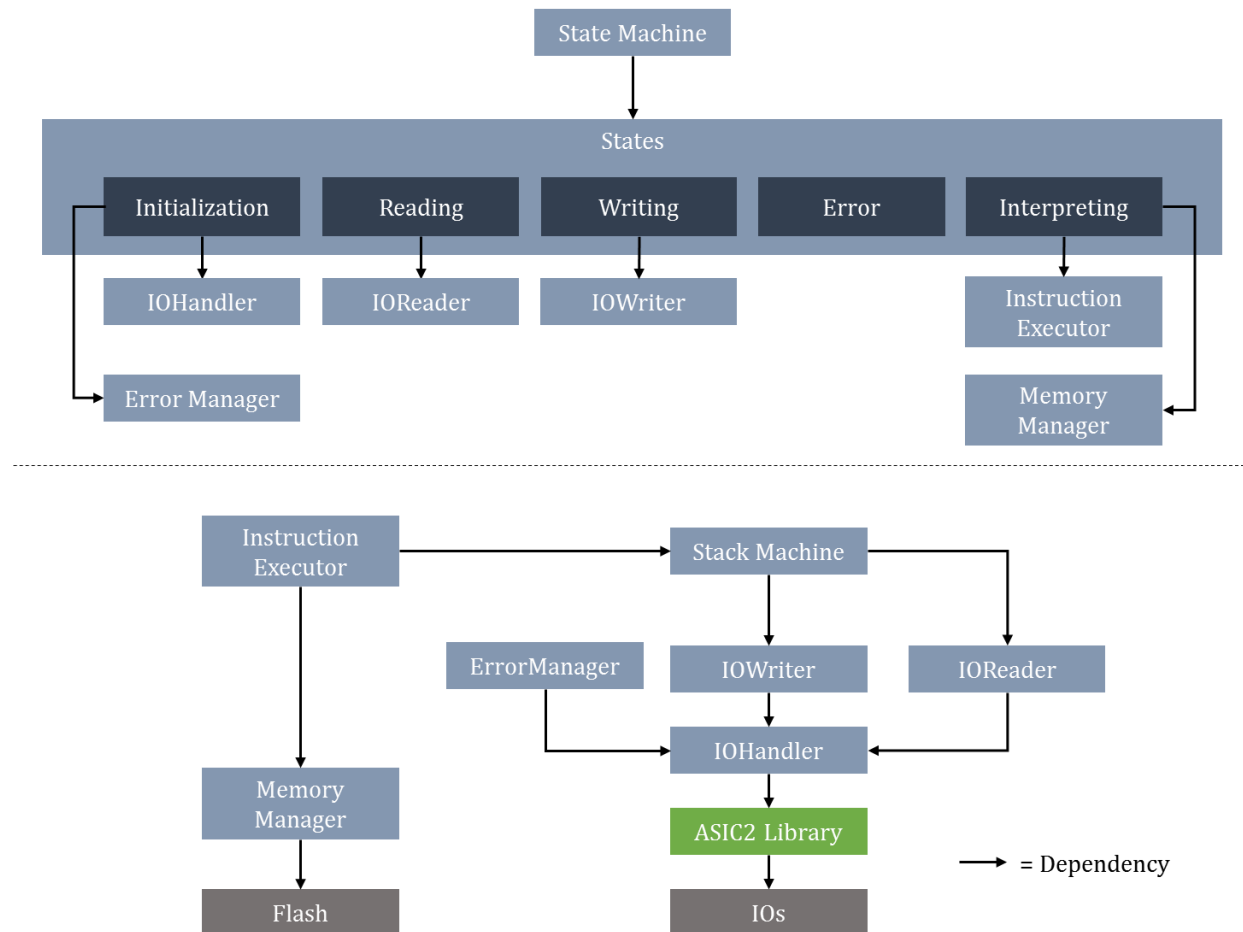 State Machine
States
Initialization
Reading
Writing
Error
Interpreting
IOHandler
IOReader
IOWriter
Instruction
Executor
Error Manager
Memory
Manager
Instruction
Executor
Stack Machine
ErrorManager
IOWriter
IOReader
IOHandler
Memory
Manager
ASIC2 Library
= Dependency
Flash
IOs